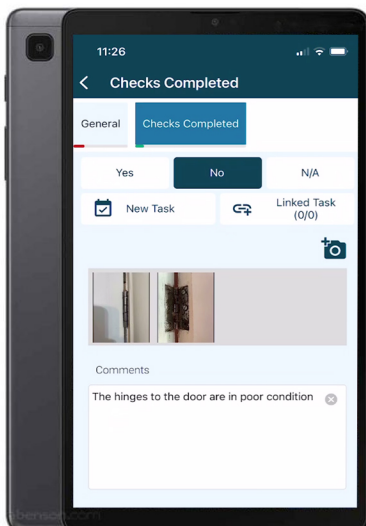 11:26
Checks Completed
General
Checks Completed
Yes
No
N/A
New Task
Linked Task
(0/0)
Comments
The hinges to the door are in poor condition